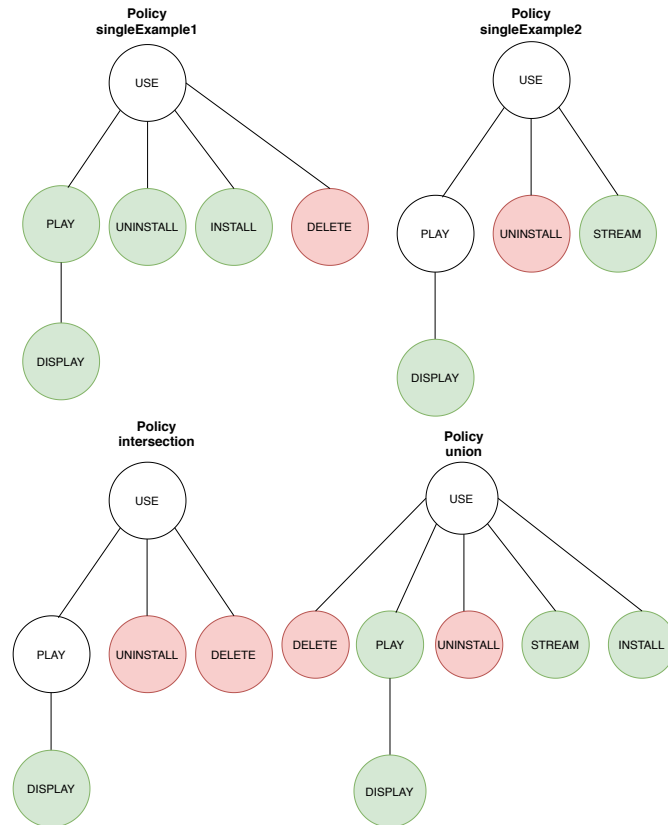 Policy
singleExample1
USE
PLAY
UNINSTALL
INSTALL
DELETE
DISPLAY
Policy
singleExample2
USE
PLAY
UNINSTALL
STREAM
DISPLAY
Policy
intersection
USE
PLAY
UNINSTALL
DELETE
DISPLAY
Policy
union
USE
DELETE
PLAY
UNINSTALL
STREAM
INSTALL
DISPLAY